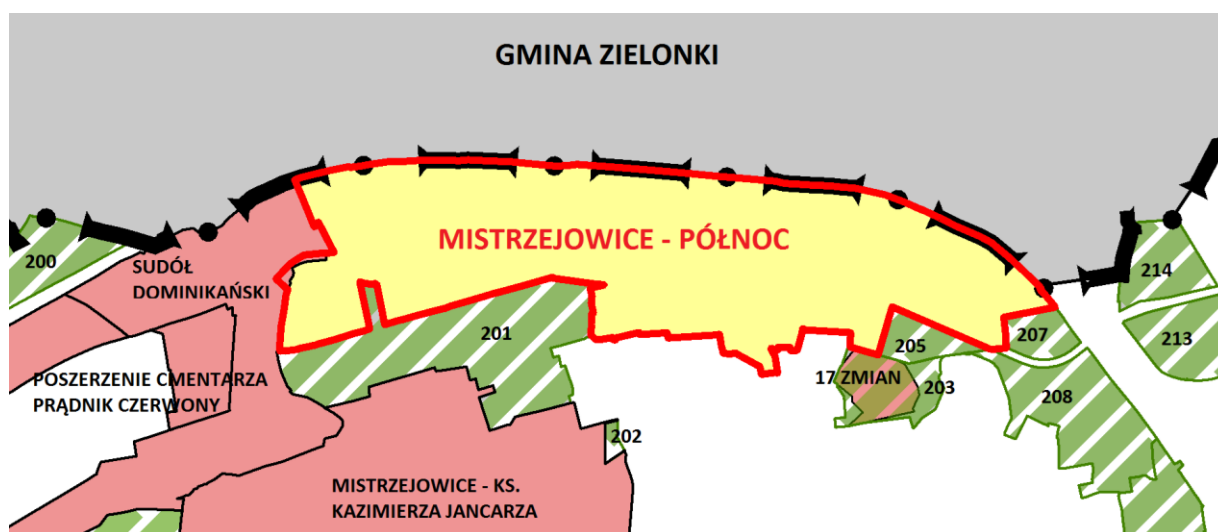 GMINA ZIELONKI
MISTRZEJOWICE - PÓŁNOC
200
SUDÓŁ
DOMINIKAŃSKI
214
213
201
205
207
POSZERZENIE CMENTARZA
PRĄDNIK CZERWONY
17 ZMIAN
203
208
202
MISTRZEJOWICE - KS.
KAZIMIERZA JANCARZA